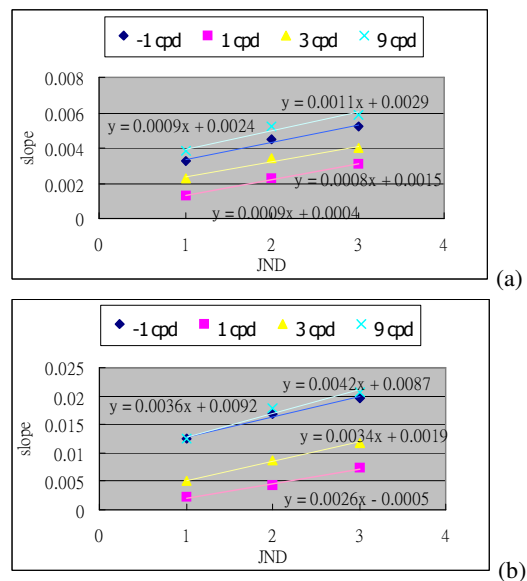 -1 cpd 1 cpd 3 cpd 9 cpd
0.008
0.006
0.004
0.002
0
slope
y = 0.0011x + 0.0029
y = 0.0009x + 0.0024
y = 0.0008x + 0.0015
y = 0.0009x + 0.0004
0 1 2 3 4
JND
(a)
-1 cpd 1 cpd 3 cpd 9 cpd
0.025
0.02
0.015
0.01
0.005
0
slope
y = 0.0042x + 0.0087
y = 0.0036x + 0.0092
y = 0.0034x + 0.0019
y = 0.0026x - 0.0005
0 1 2 3 4
JND
(b)